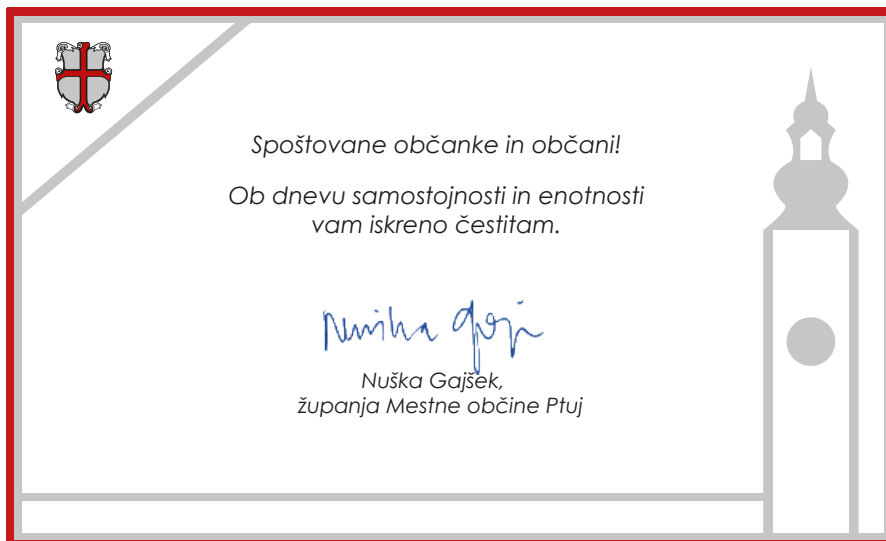 Spoštovane občanke in občani!
Ob dnevu samostojnosti in enotnosti
vam iskreno čestitam.
Nuška Gajšek,
županja Mestne občine Ptuj